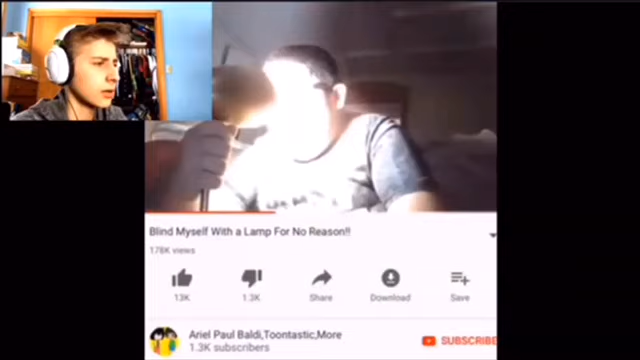 Blind Myself With a Lamp For No Reason!!
178K views
13K
1.3K
Share
Download
Save
Ariel Paul Baldi,Toontastic,More
SUBSCRIBE
1.3K subscribers